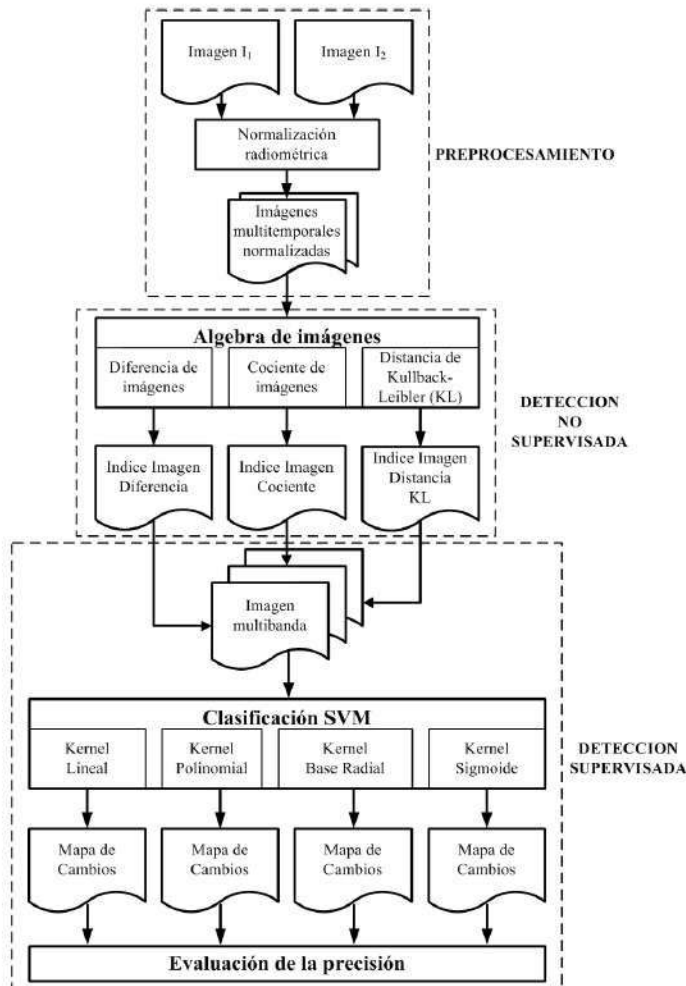 Imagen I₁
Imagen I₂
Normalización
radiométrica
PREPROCESAMIENTO
Imágenes
multitemporales
normalizadas
Algebra de imágenes
Diferencia de
imágenes
Cociente de
imágenes
Distancia de
Kullback-
Leibler (KL)
DETECCION
NO
SUPERVISADA
Indice Imagen
Diferencia
Indice Imagen
Cociente
Indice Imagen
Distancia
KL
Imagen
multibanda
Clasificación SVM
Kernel
Lineal
Kernel
Polinomial
Kernel
Base Radial
Kernel
Sigmoide
DETECCION
SUPERVISADA
Mapa de
Cambios
Mapa de
Cambios
Mapa de
Cambios
Mapa de
Cambios
Evaluación de la precisión